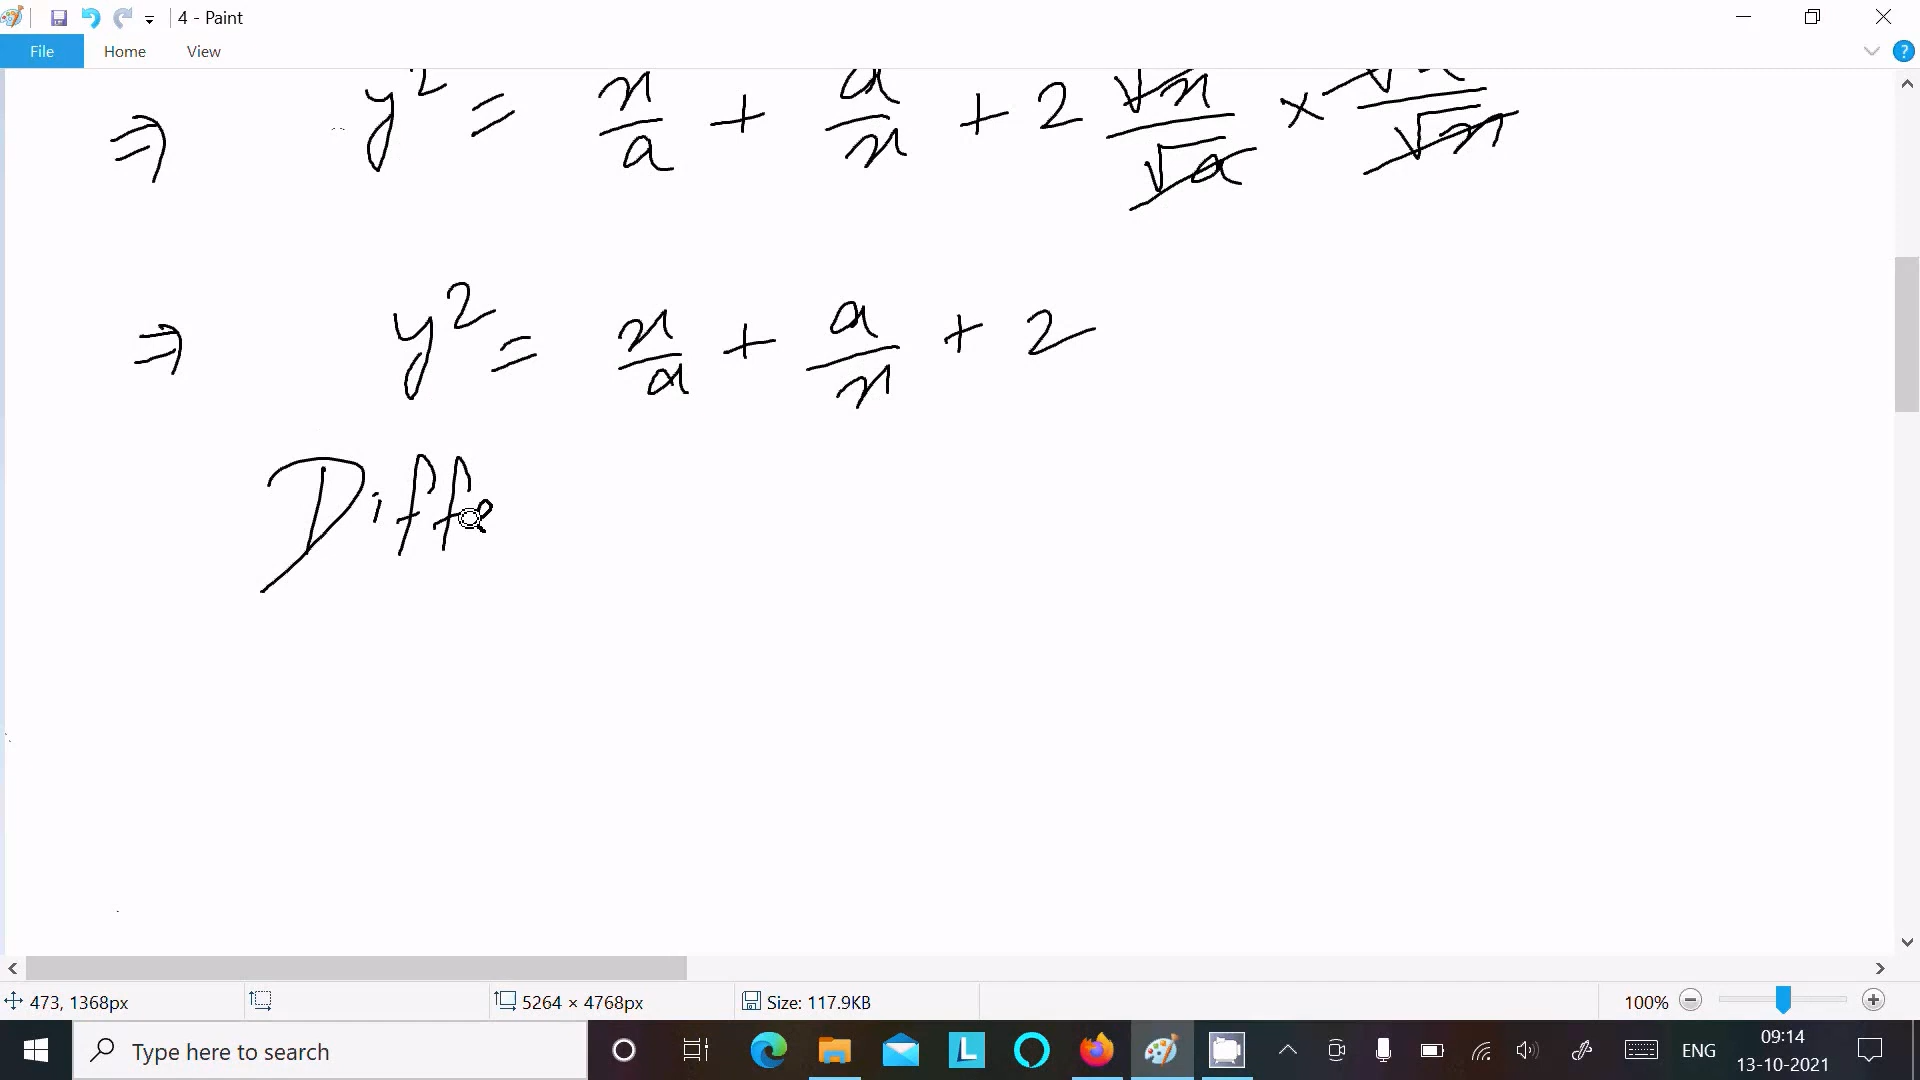 4 - Paint
File Home View
⇒ y² = x/a + a/x + 2 √x/√a ×  /√x
⇒ y² = x/a + a/x + 2
Diffe
473, 1368px 5264 × 4768px Size: 117.9KB 100%
Type here to search L ENG 09:14
13-10-2021